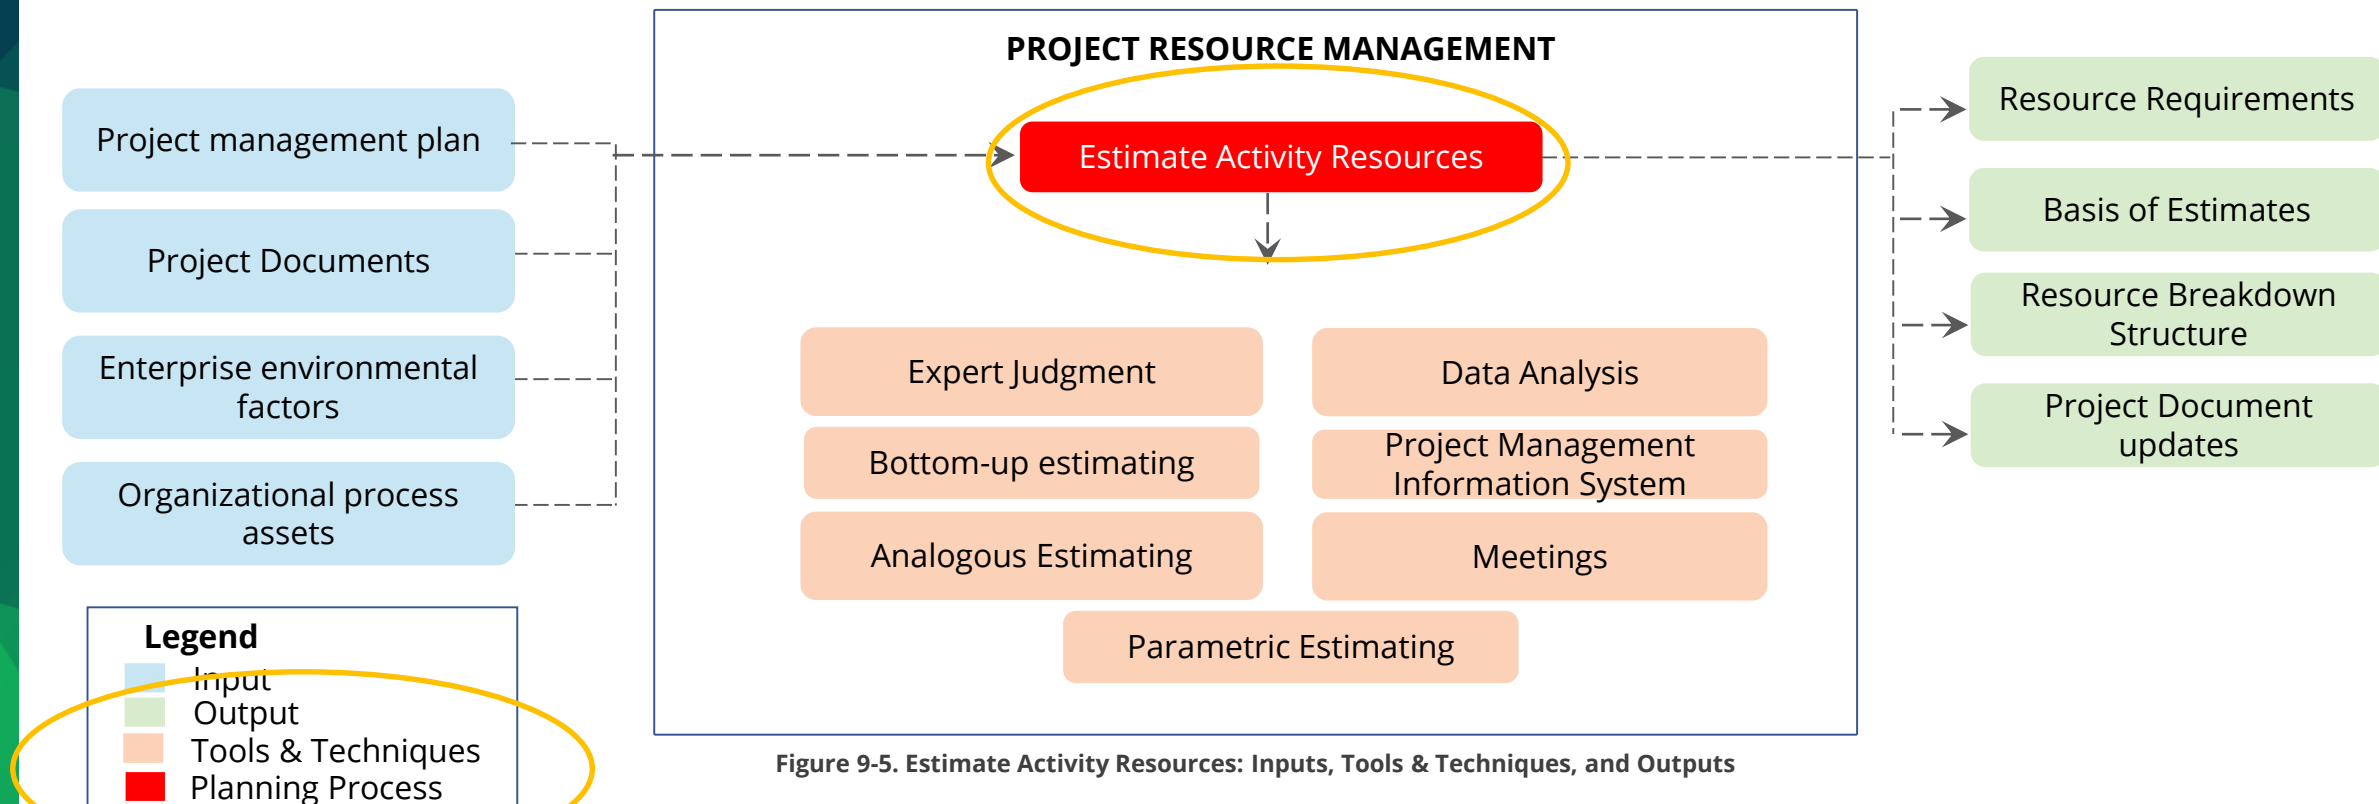 PROJECT RESOURCE MANAGEMENT
Project management plan
Project Documents
Enterprise environmental
factors
Organizational process
assets
Estimate Activity Resources
Expert Judgment
Data Analysis
Bottom-up estimating
Project Management
Information System
Analogous Estimating
Meetings
Parametric Estimating
Resource Requirements
Basis of Estimates
Resource Breakdown
Structure
Project Document
updates
Legend
Input
Output
Tools & Techniques
Planning Process
Figure 9-5. Estimate Activity Resources: Inputs, Tools & Techniques, and Outputs